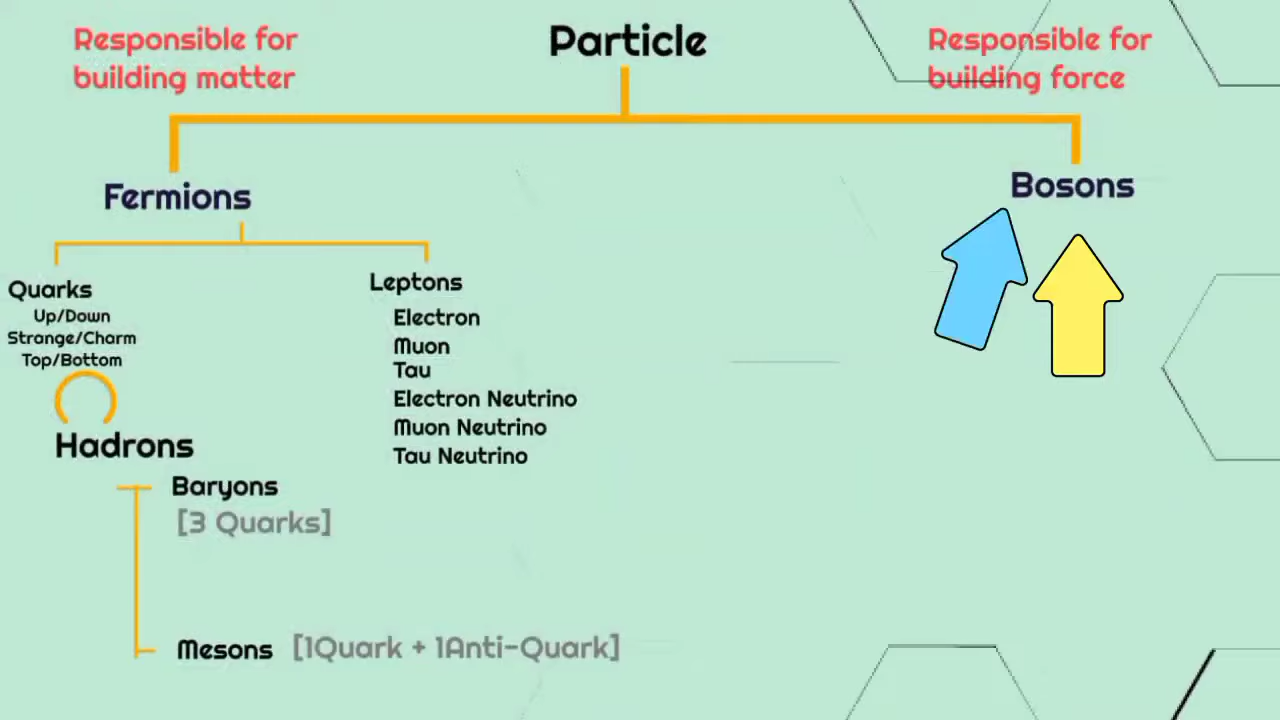 Responsible for
building matter
Particle
Responsible for
building force
Fermions
Bosons
Quarks
Up/Down
Strange/Charm
Top/Bottom
Leptons
Electron
Muon
Tau
Electron Neutrino
Muon Neutrino
Tau Neutrino
Hadrons
Baryons
[3 Quarks]
Mesons [1Quark + 1Anti-Quark]